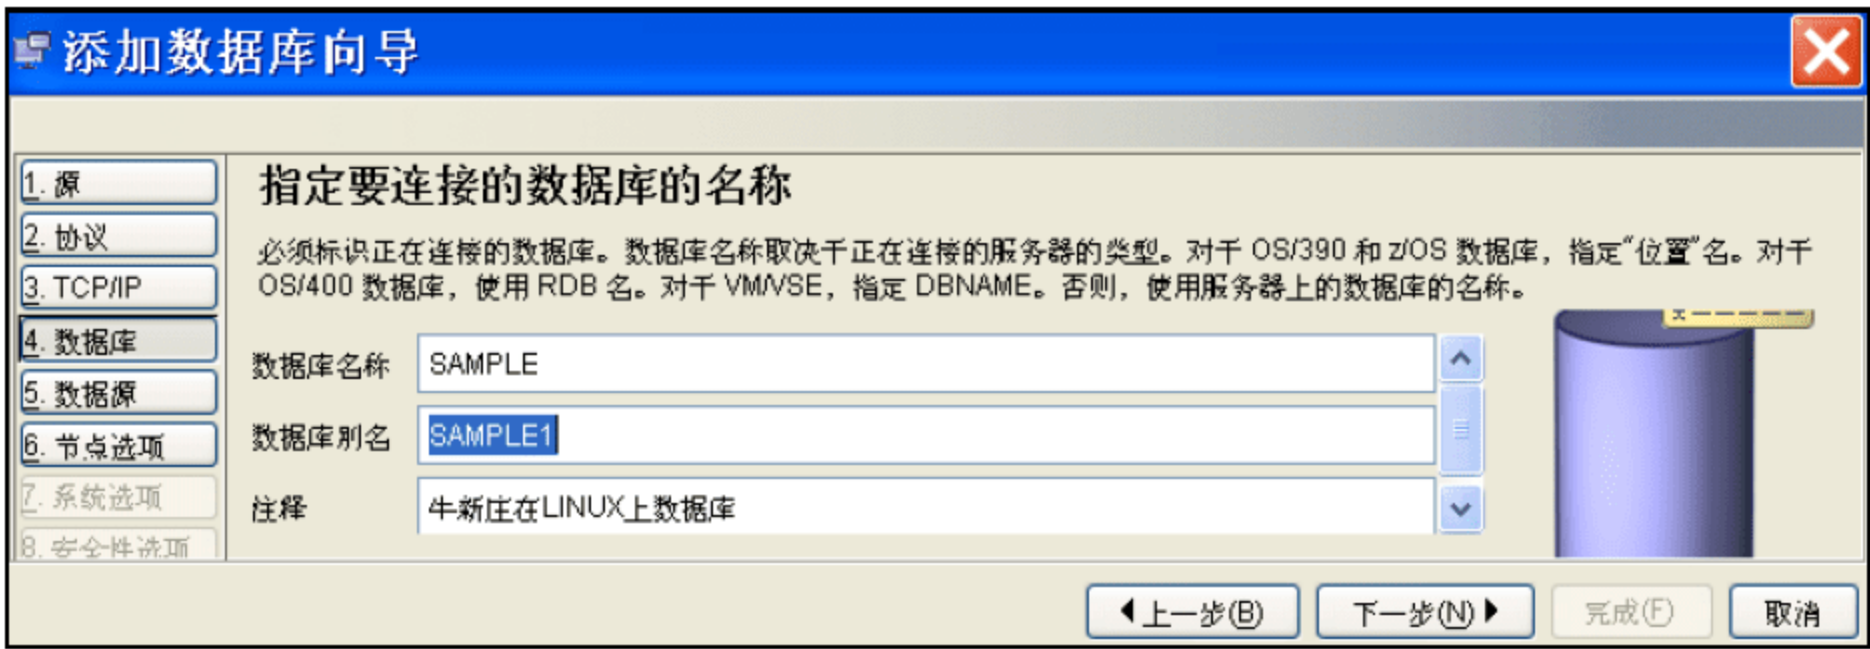 添加数据库向导
1. 源
2. 协议
3. TCP/IP
4. 数据库
5. 数据源
6. 节点选项
7. 系统选项
8. 安全性选项
指定要连接的数据库的名称
必须标识正在连接的数据库。数据库名称取决于正在连接的服务器的类型。对于 OS/390 和 z/OS 数据库，指定“位置”名。对于
OS/400 数据库，使用 RDB 名。对于 VM/VSE，指定 DBNAME。否则，使用服务器上的数据库的名称。
数据库名称 SAMPLE
数据库别名 SAMPLE1
注释 牛新庄在LINUX上数据库
上一步(B) 下一步(N) 完成(F) 取消